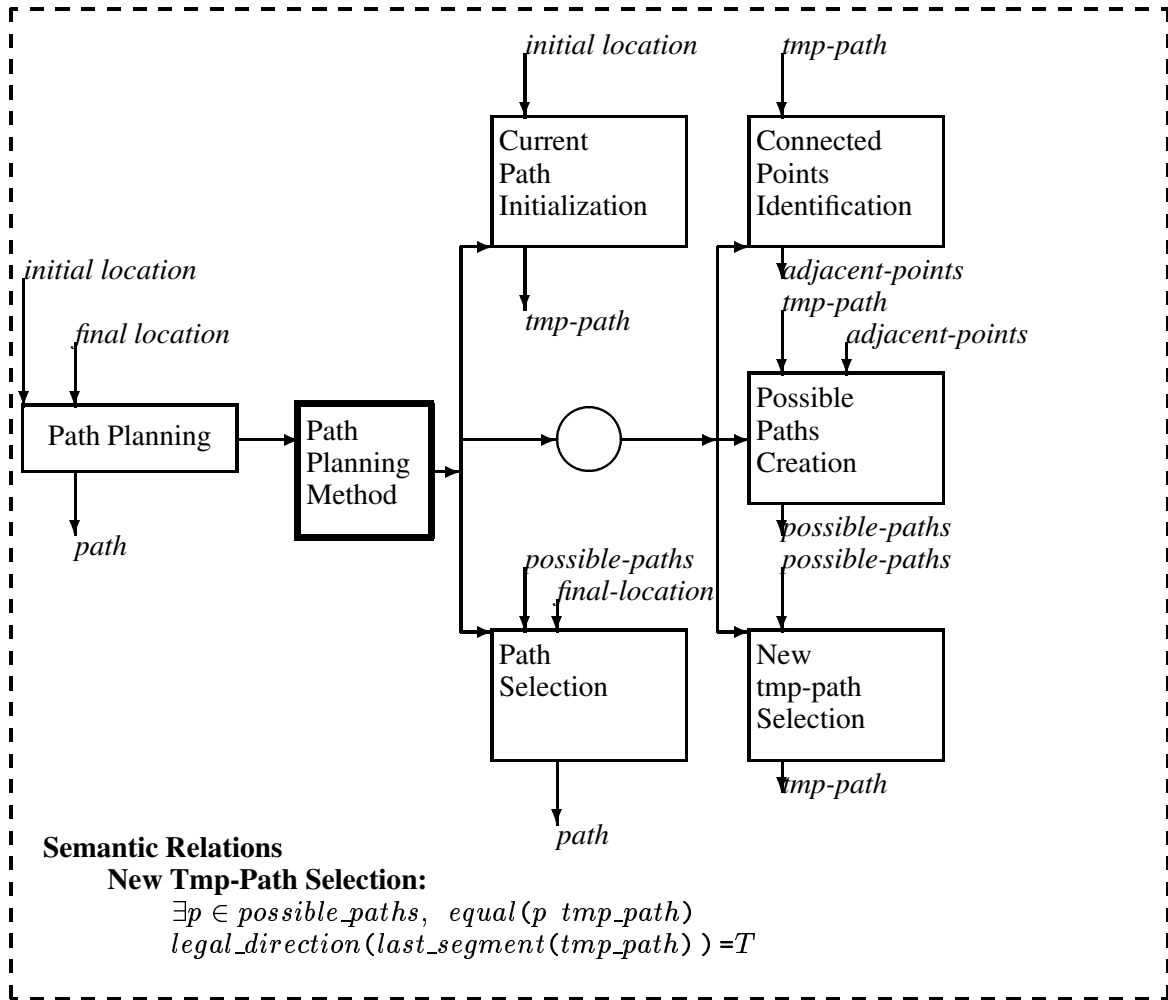 initial location
tmp-path
Current
Path
Initialization
Connected
Points
Identification
initial location
final location
tmp-path
adjacent-points
tmp-path
adjacent-points
Path Planning
path
Path
Planning
Method
Possible
Paths
Creation
possible-paths
final-location
possible-paths
possible-paths
Path
Selection
New
tmp-path
Selection
path
tmp-path
Semantic Relations
New Tmp-Path Selection:
∃p ∈ possible_paths, equal(p tmp_path)
legal_direction(last_segment(tmp_path))=T